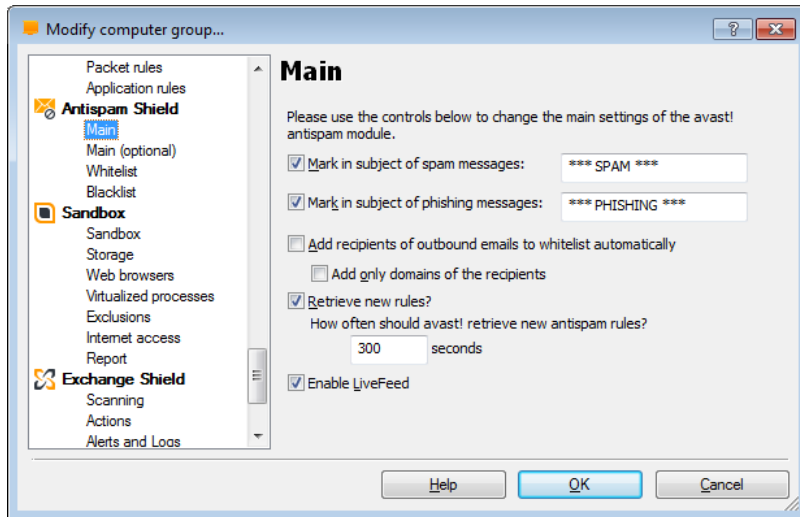 Modify computer group...
Packet rules
Application rules
Antispam Shield
Main
Main (optional)
Whitelist
Blacklist
Sandbox
Sandbox
Storage
Web browsers
Virtualized processes
Exclusions
Internet access
Report
Exchange Shield
Scanning
Actions
Alerts and Logs
Main
Please use the controls below to change the main settings of the avast!
antispam module.
Mark in subject of spam messages: *** SPAM ***
Mark in subject of phishing messages: *** PHISHING ***
Add recipients of outbound emails to whitelist automatically
Add only domains of the recipients
Retrieve new rules?
How often should avast! retrieve new antispam rules?
300 seconds
Enable LiveFeed
Help OK Cancel